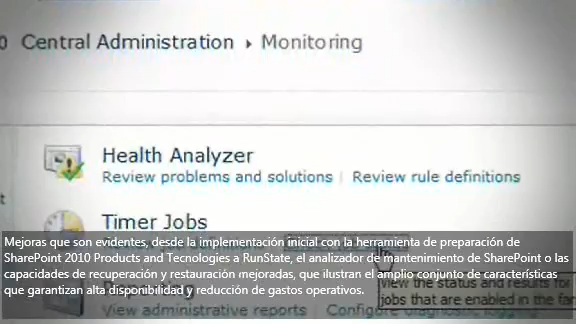 Central Administration ▸ Monitoring
Health Analyzer
Review problems and solutions | Review rule definitions
Timer Jobs
Mejoras que son evidentes, desde la implementación inicial con la herramienta de preparación de
SharePoint 2010 Products and Tecnologies a RunState, el analizador de mantenimiento de SharePoint o las
capacidades de recuperación y restauración mejoradas, que ilustran el amplio conjunto de características
que garantizan alta disponibilidad y reducción de gastos operativos.
View the status and results for
jobs that are enabled in the far
View administrative reports | Configure diagnostic logging